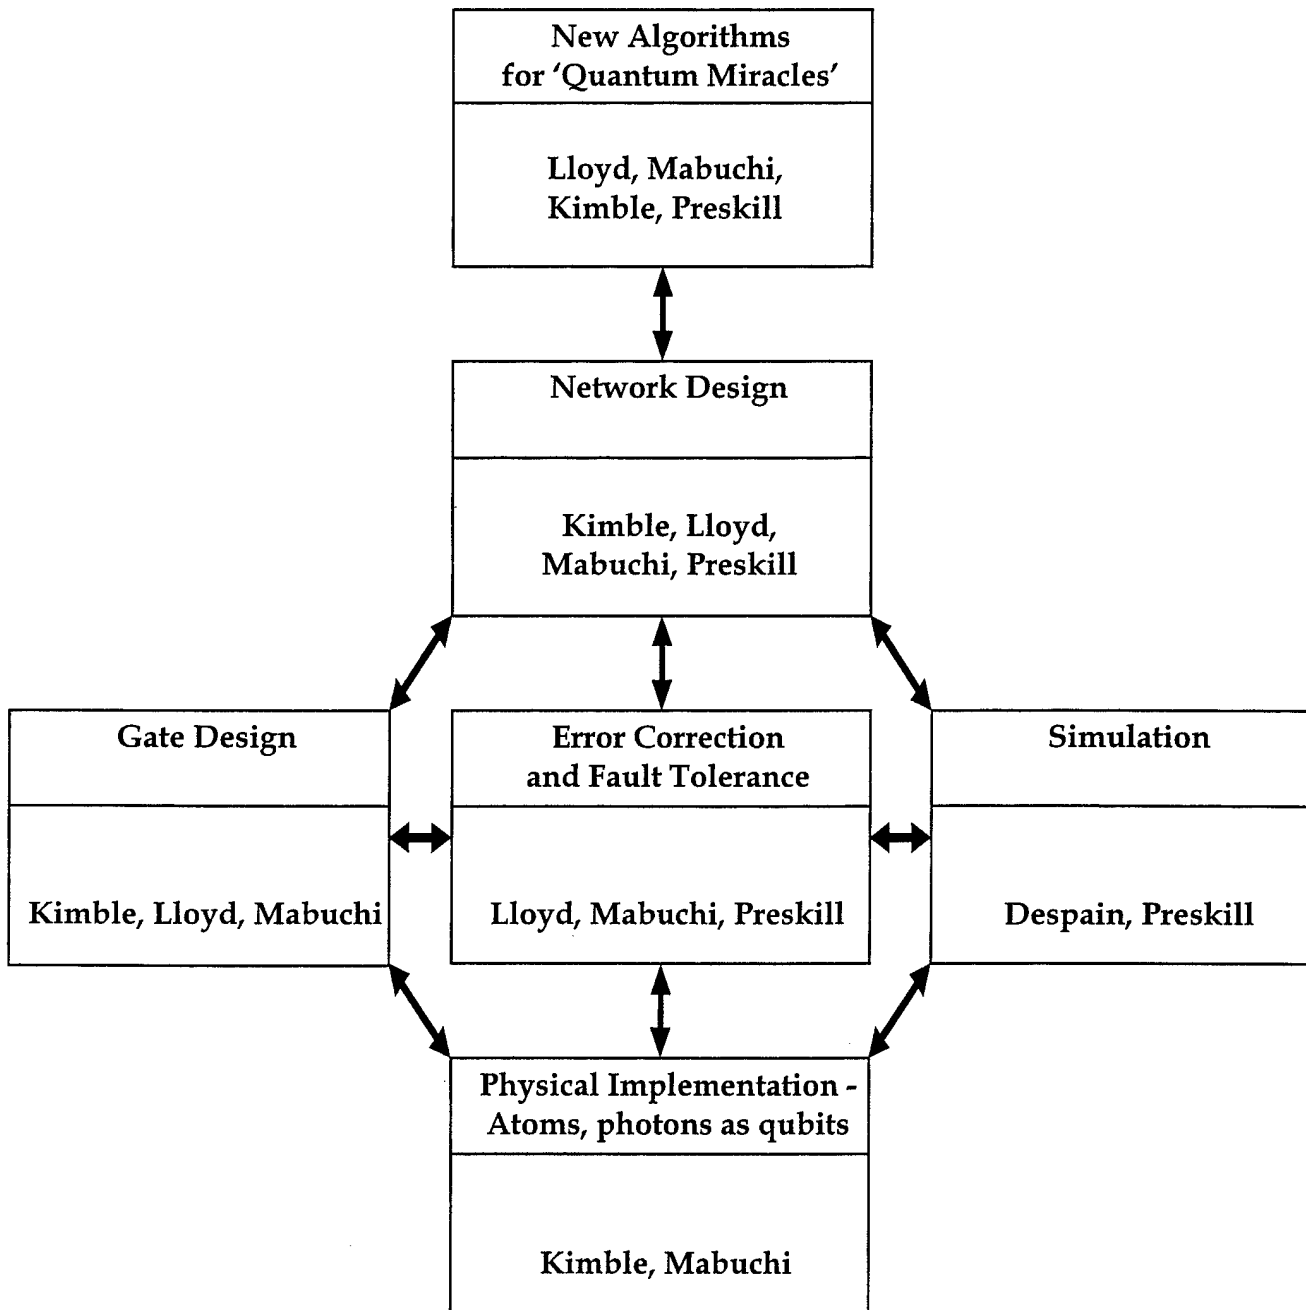 New Algorithms
for ‘Quantum Miracles’
Lloyd, Mabuchi,
Kimble, Preskill
Network Design
Kimble, Lloyd,
Mabuchi, Preskill
Gate Design
Kimble, Lloyd, Mabuchi
Error Correction
and Fault Tolerance
Lloyd, Mabuchi, Preskill
Simulation
Despain, Preskill
Physical Implementation -
Atoms, photons as qubits
Kimble, Mabuchi